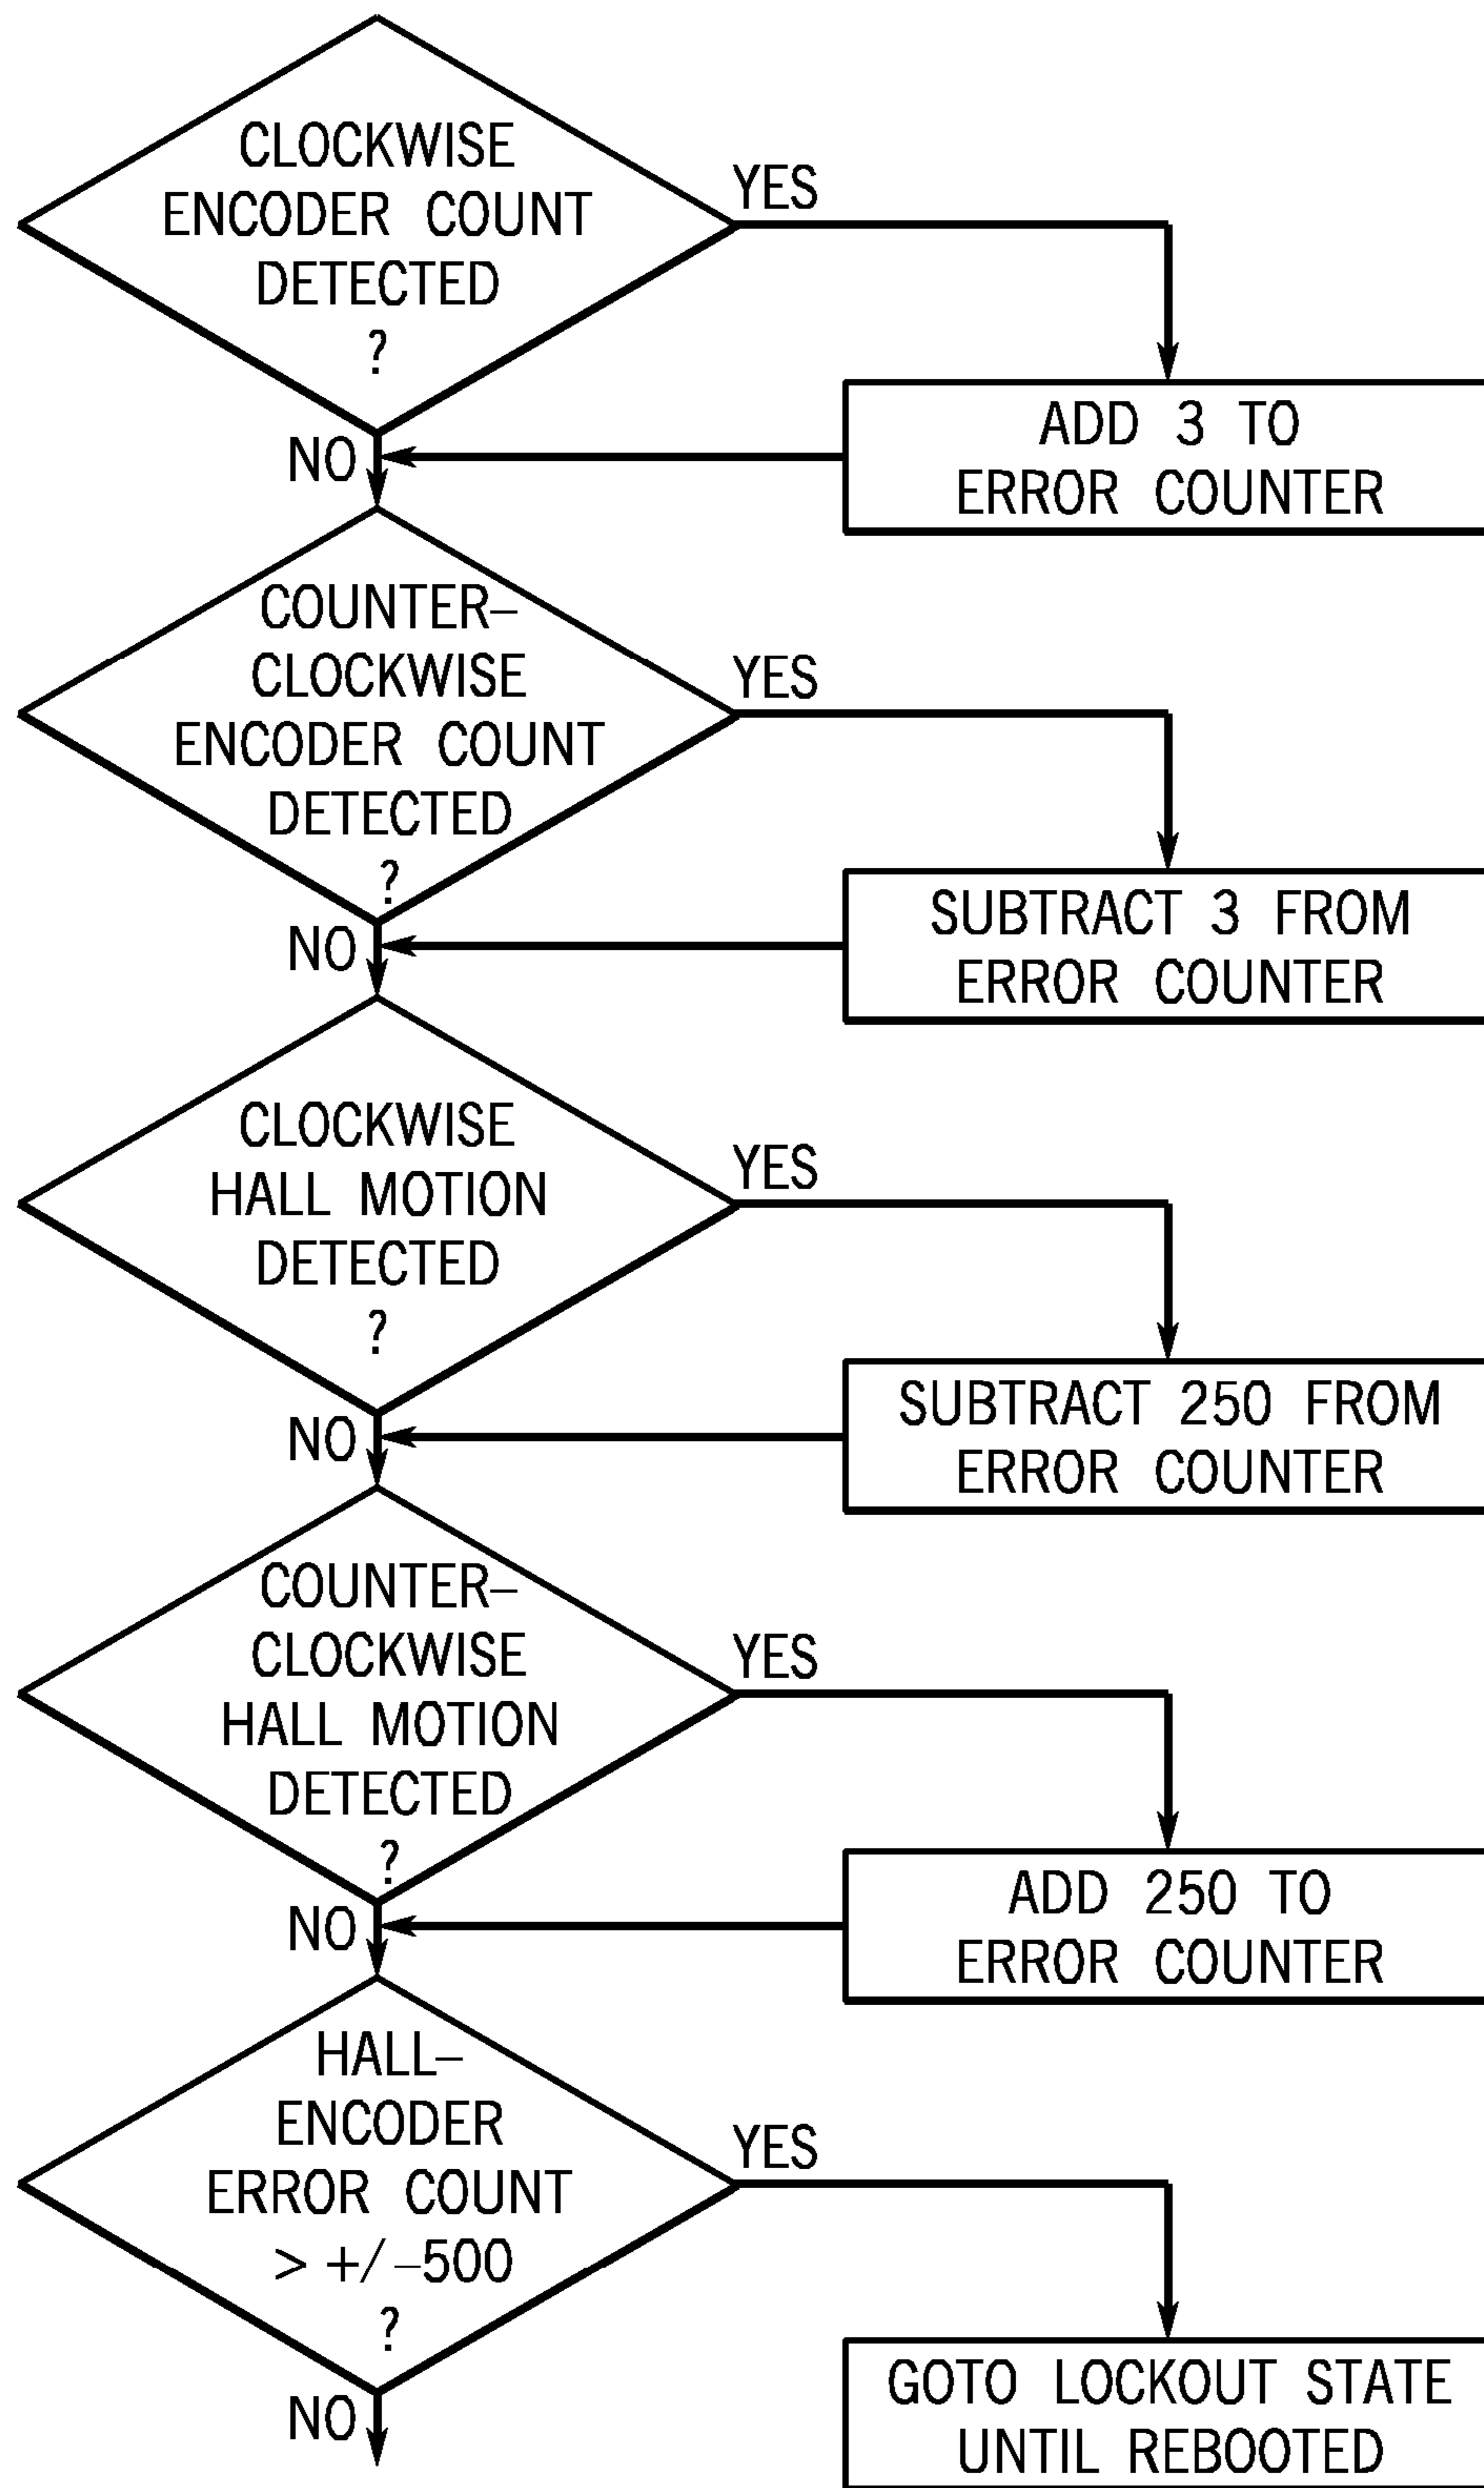 CLOCKWISE
ENCODER COUNT
DETECTED
?
YES
ADD 3 TO
ERROR COUNTER
NO
COUNTER–
CLOCKWISE
ENCODER COUNT
DETECTED
?
YES
SUBTRACT 3 FROM
ERROR COUNTER
NO
CLOCKWISE
HALL MOTION
DETECTED
?
YES
SUBTRACT 250 FROM
ERROR COUNTER
NO
COUNTER–
CLOCKWISE
HALL MOTION
DETECTED
?
YES
ADD 250 TO
ERROR COUNTER
NO
HALL–
ENCODER
ERROR COUNT
> +/–500
?
YES
GOTO LOCKOUT STATE
UNTIL REBOOTED
NO